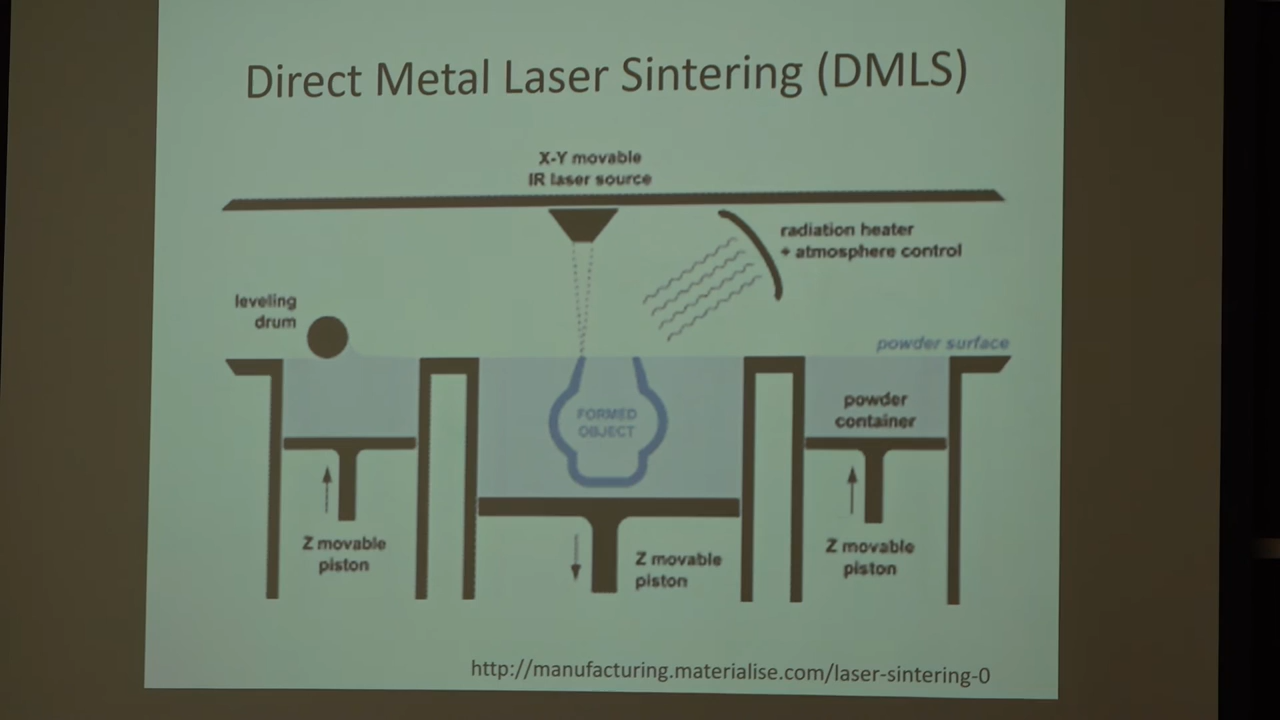 Direct Metal Laser Sintering (DMLS)
X-Y movable
IR laser source
radiation heater
+ atmosphere control
leveling
drum
powder surface
FORMED
OBJECT
powder
container
Z movable
piston
Z movable
piston
Z movable
piston
http://manufacturing.materialise.com/laser-sintering-0